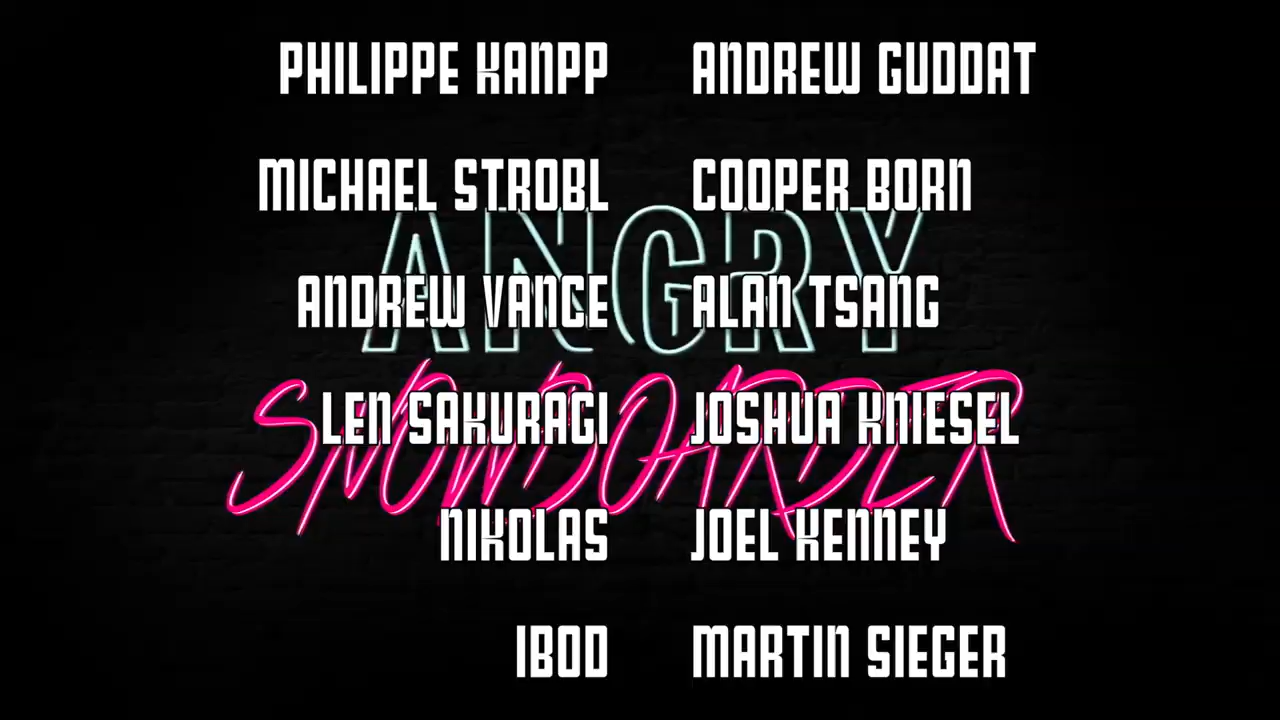 PHILIPPE KANPP ANDREW GUDDAT
MICHAEL STROBL COOPER BORN
ANGRY
ANDREW VANCE ALAN TSANG
SNOWBOARDER
LEN SAKURAGI JOSHUA KNIESEL
NIKOLAS JOEL KENNEY
IBOD MARTIN SIEGER